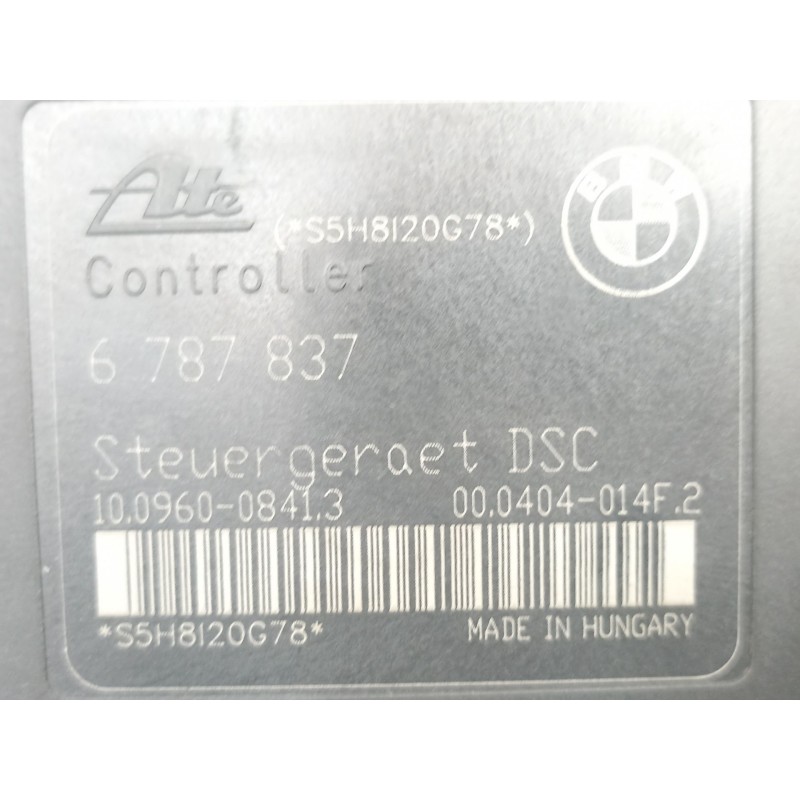 Ate
(*S5H8I20G78*)
BMW
Controller
6 787 837
Steuergeraet DSC
10.0960-0841.3 00.0404-014F.2
*S5H8I20G78* MADE IN HUNGARY